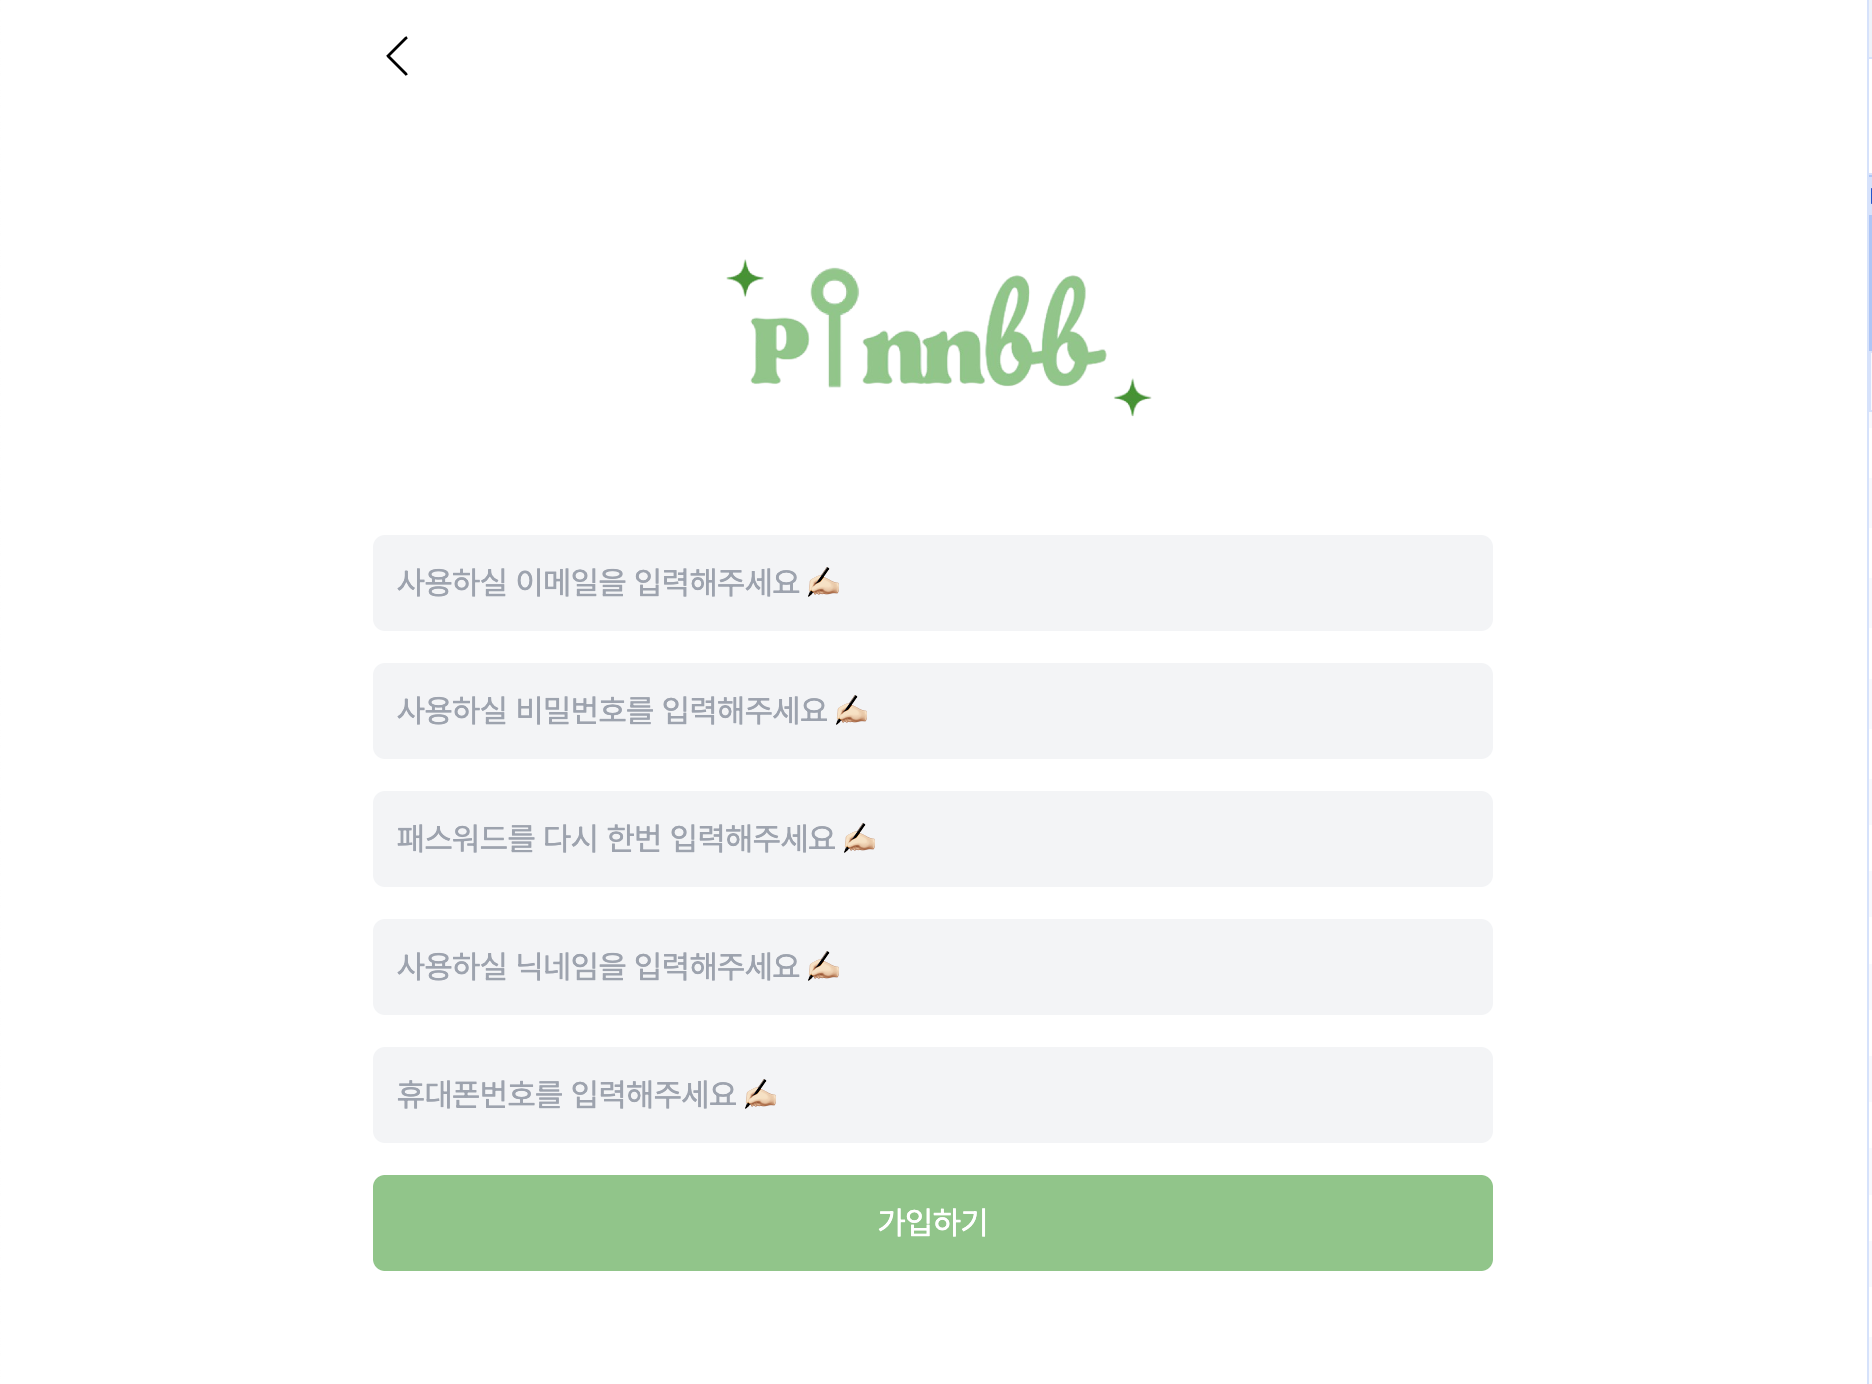 pinnbb
사용하실 이메일을 입력해주세요 ✍🏻
사용하실 비밀번호를 입력해주세요 ✍🏻
패스워드를 다시 한번 입력해주세요 ✍🏻
사용하실 닉네임을 입력해주세요 ✍🏻
휴대폰번호를 입력해주세요 ✍🏻
가입하기